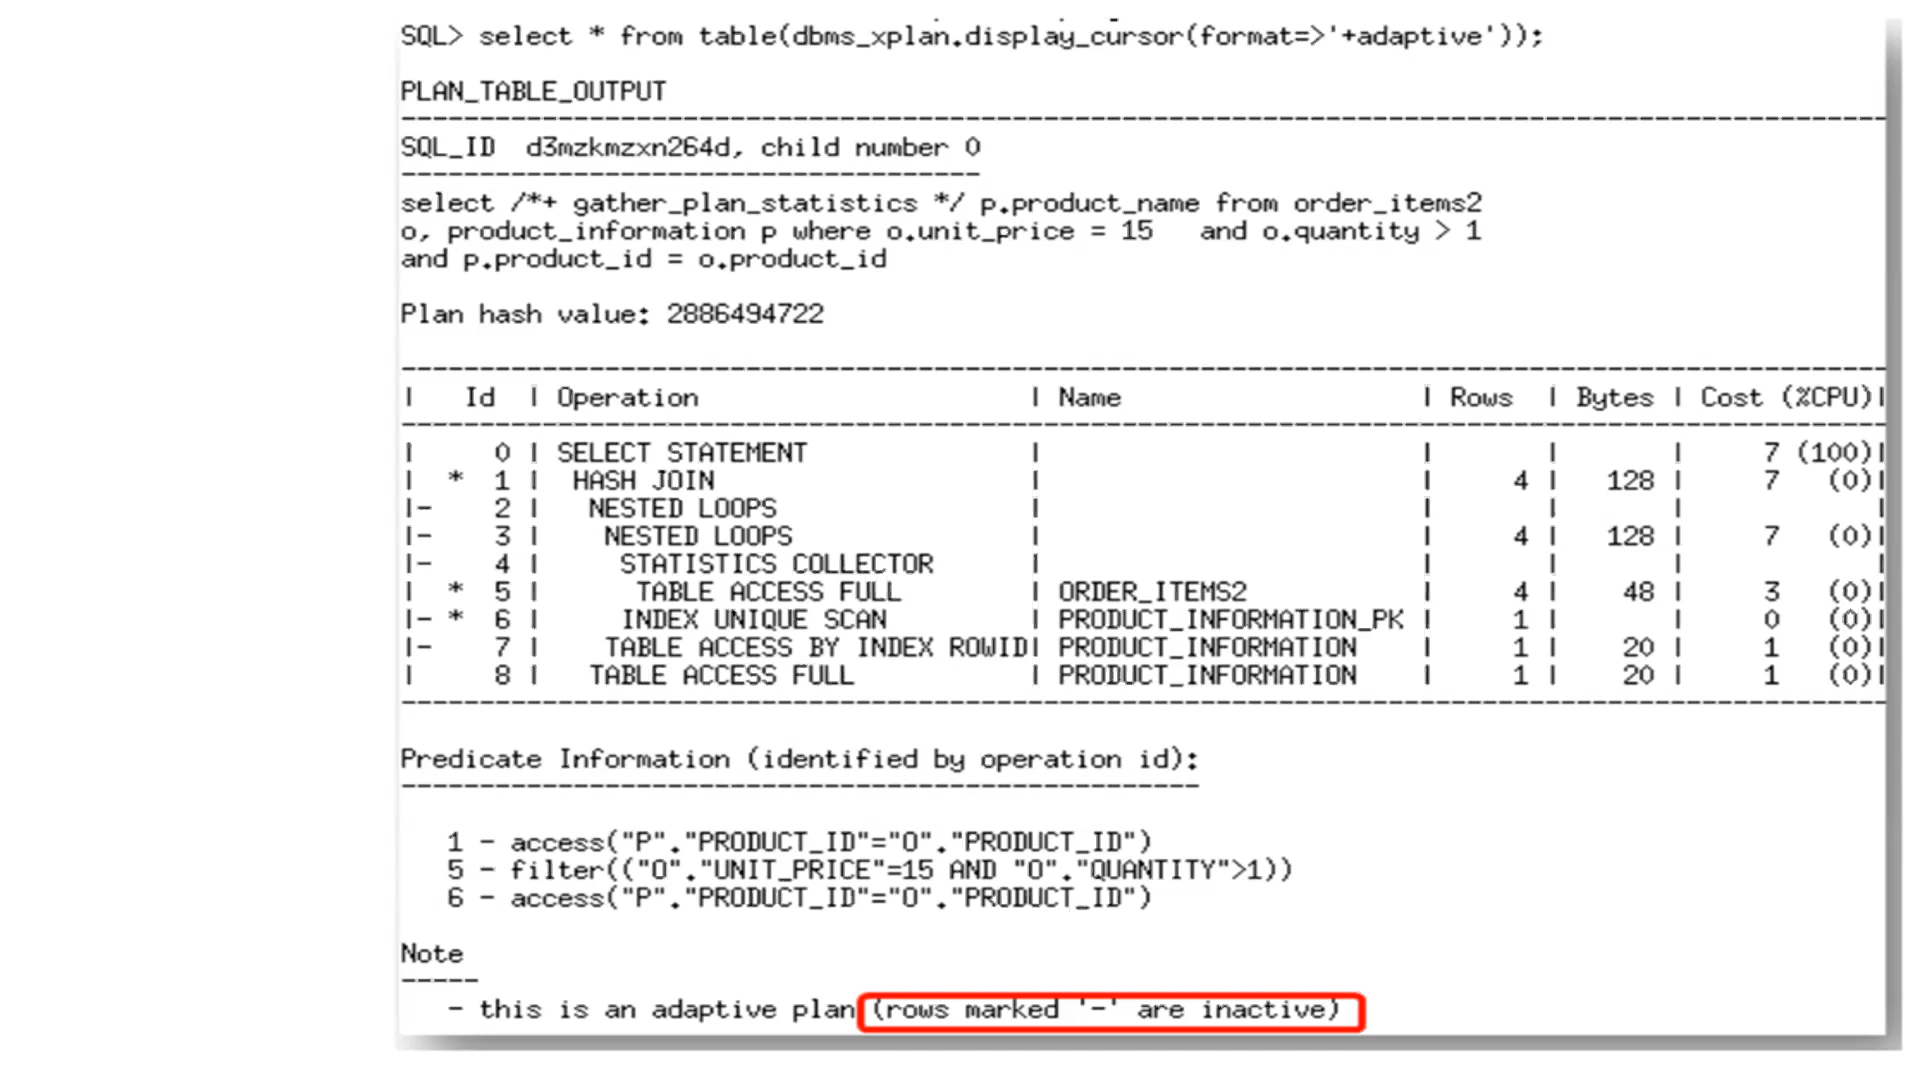 SQL> select * from table(dbms_xplan.display_cursor(format=>'+adaptive'));
PLAN_TABLE_OUTPUT
--------------------------------------------------------------------------------
SQL_ID  d3mzkmzxn264d, child number 0
-------------------------------------
select /*+ gather_plan_statistics */ p.product_name from order_items2
o, product_information p where o.unit_price = 15   and o.quantity > 1
and p.product_id = o.product_id
Plan hash value: 2886494722
-----------------------------------------------------------------------------------------------
|   Id  | Operation                     | Name                   | Rows  | Bytes | Cost (%CPU)|
-----------------------------------------------------------------------------------------------
|     0 | SELECT STATEMENT              |                        |       |       |     7 (100)|
|  *  1 |  HASH JOIN                    |                        |     4 |   128 |     7   (0)|
|-    2 |   NESTED LOOPS                |                        |       |       |            |
|-    3 |    NESTED LOOPS               |                        |     4 |   128 |     7   (0)|
|-    4 |     STATISTICS COLLECTOR      |                        |       |       |            |
|  *  5 |      TABLE ACCESS FULL        | ORDER_ITEMS2           |     4 |    48 |     3   (0)|
|- *  6 |     INDEX UNIQUE SCAN         | PRODUCT_INFORMATION_PK |     1 |       |     0   (0)|
|-    7 |    TABLE ACCESS BY INDEX ROWID| PRODUCT_INFORMATION    |     1 |    20 |     1   (0)|
|     8 |   TABLE ACCESS FULL           | PRODUCT_INFORMATION    |     1 |    20 |     1   (0)|
-----------------------------------------------------------------------------------------------
Predicate Information (identified by operation id):
---------------------------------------------------
   1 - access("P"."PRODUCT_ID"="O"."PRODUCT_ID")
   5 - filter(("O"."UNIT_PRICE"=15 AND "O"."QUANTITY">1))
   6 - access("P"."PRODUCT_ID"="O"."PRODUCT_ID")
Note
-----
   - this is an adaptive plan (rows marked '-' are inactive)